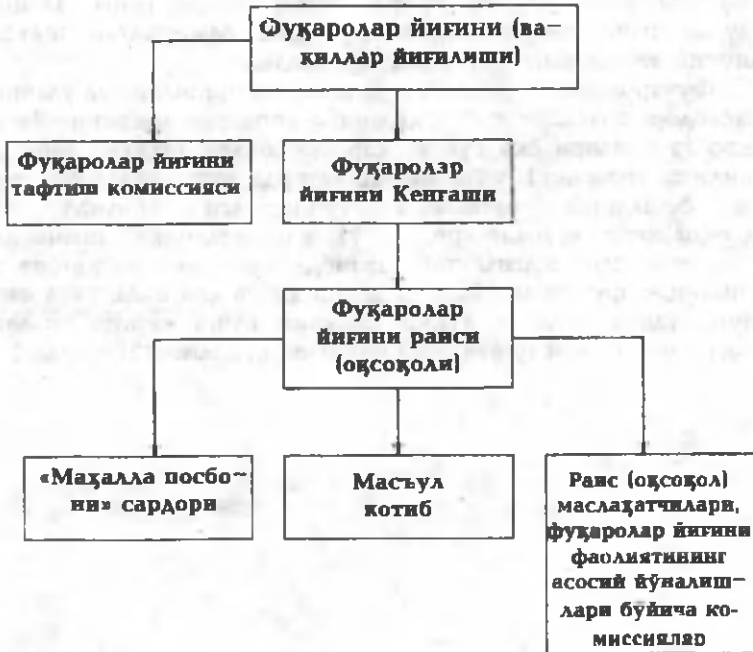 Фуқаролар йиғини (ва-
киллар йиғилиши)
Фуқаролар йиғини
тафтиш комиссияси
Фуқаролар
йиғини Кенгаши
Фуқаролар
йиғини раиси
(оқсоқоли)
«Маҳалла посбо-
ни» сардори
Масъул
котиб
Раис (оқсоқол)
маслаҳатчилари,
фуқаролар йиғини
фаолиятининг
асосий йўналиш-
лари бўйича ко-
миссиялар